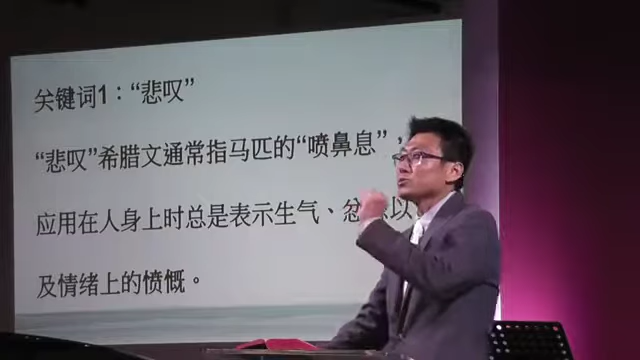 关键词1：“悲叹”
“悲叹”希腊文通常指马匹的“喷鼻息”，
应用在人身上时总是表示生气、忿怒以
及情绪上的愤慨。